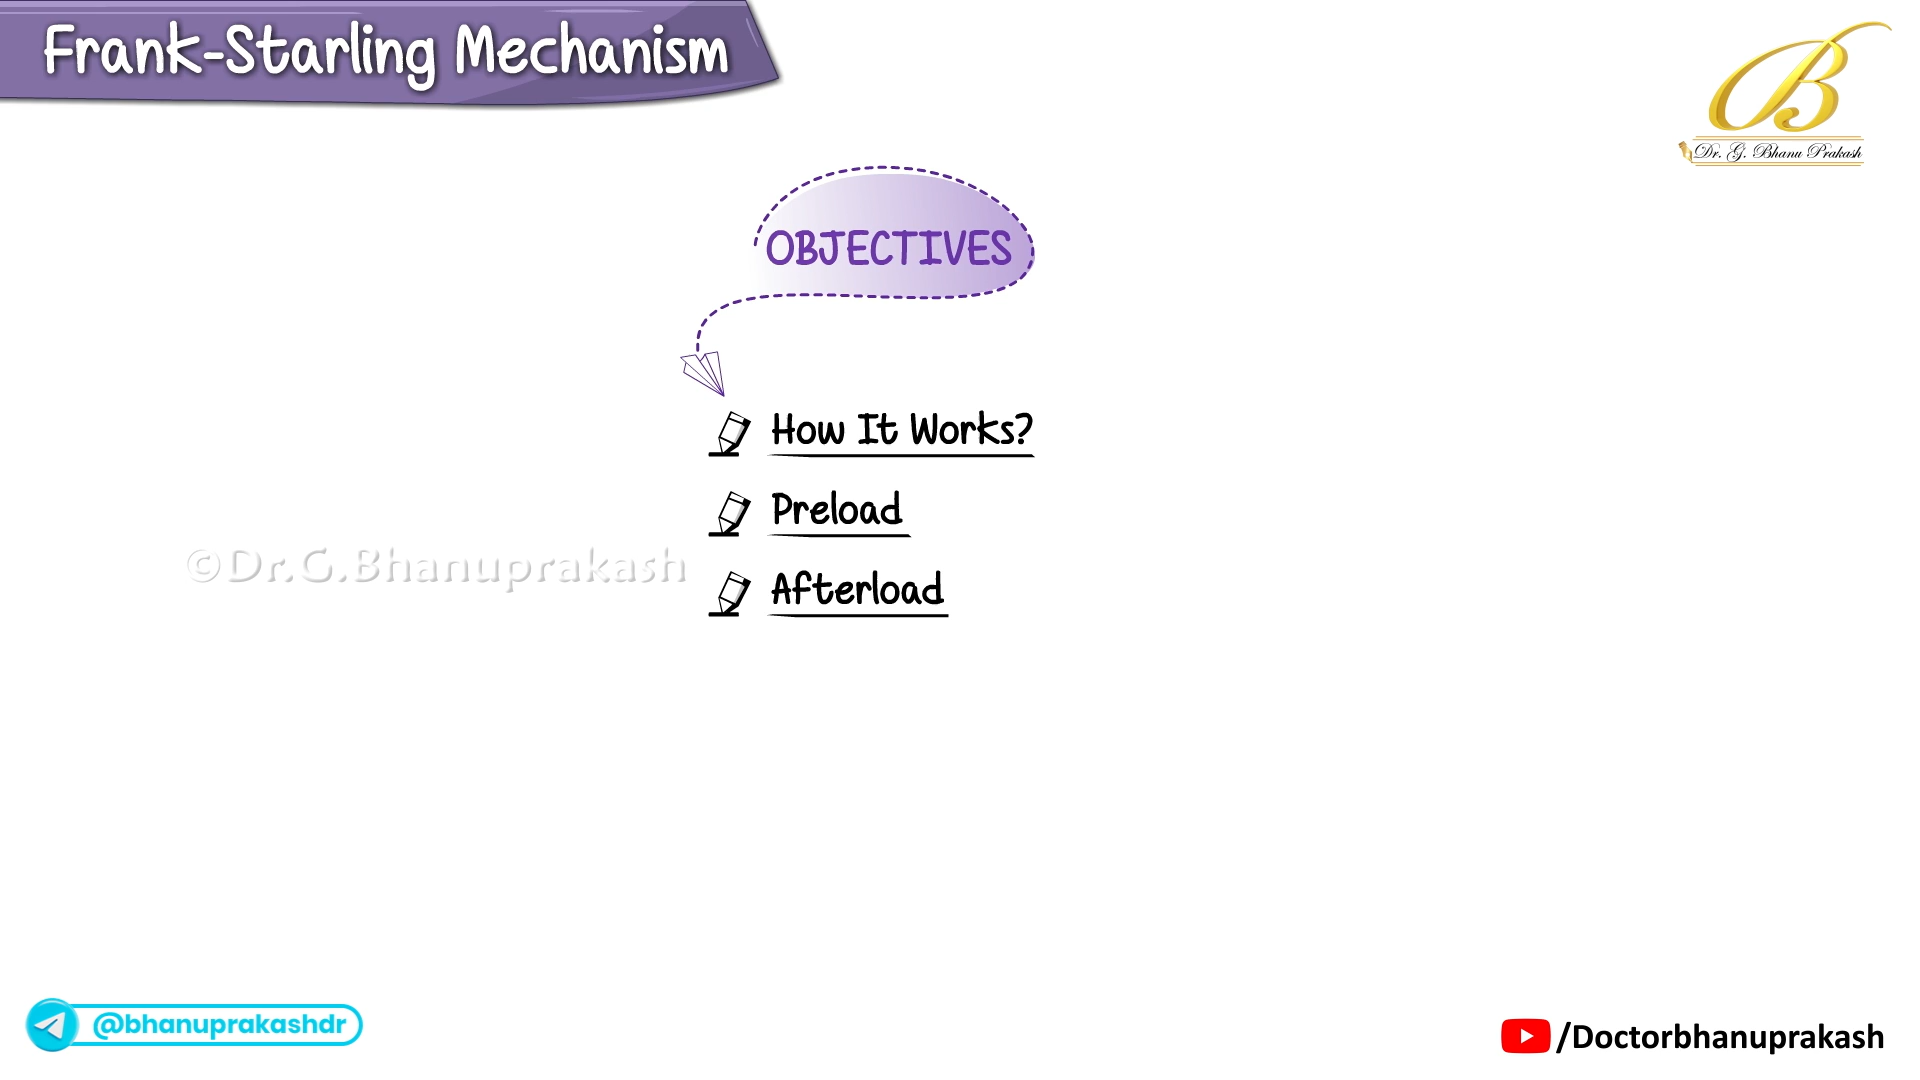 Frank-Starling Mechanism
B
Dr. G. Bhanu Prakash
OBJECTIVES
How It Works?
Preload
©Dr.G.Bhanuprakash
Afterload
@bhanuprakashdr
/Doctorbhanuprakash